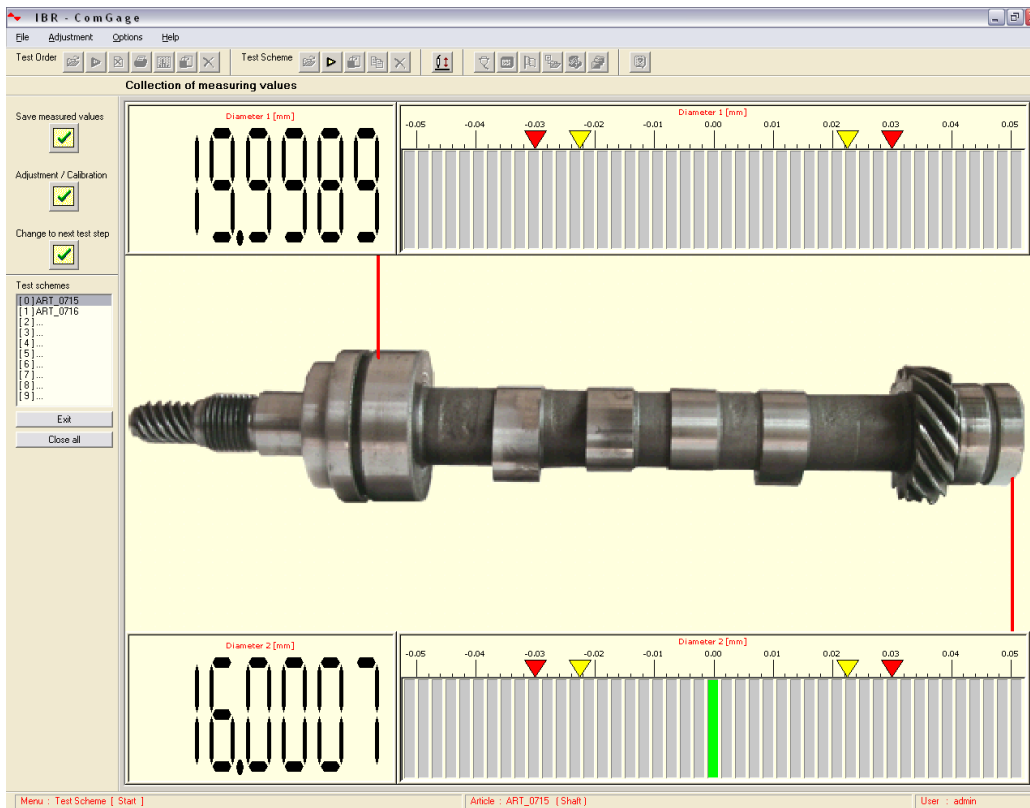 IBR - ComGage
File Adjustment Options Help
Test Order Test Scheme
Collection of measuring values
Save measured values
Adjustment / Calibration
Change to next test step
Test schemes
[ 0 ] ART_0715
[ 1 ] ART_0716
[ 2 ] ...
[ 3 ] ...
[ 4 ] ...
[ 5 ] ...
[ 6 ] ...
[ 7 ] ...
[ 8 ] ...
[ 9 ] ...
Exit
Close all
Diameter 1 [mm]
19.9989
Diameter 1 [mm]
-0.05 -0.04 -0.03 -0.02 -0.01 0.00 0.01 0.02 0.03 0.04 0.05
Diameter 2 [mm]
16.0007
Diameter 2 [mm]
-0.05 -0.04 -0.03 -0.02 -0.01 0.00 0.01 0.02 0.03 0.04 0.05
Menu : Test Scheme [ Start ] Article : ART_0715 ( Shaft ) User : admin